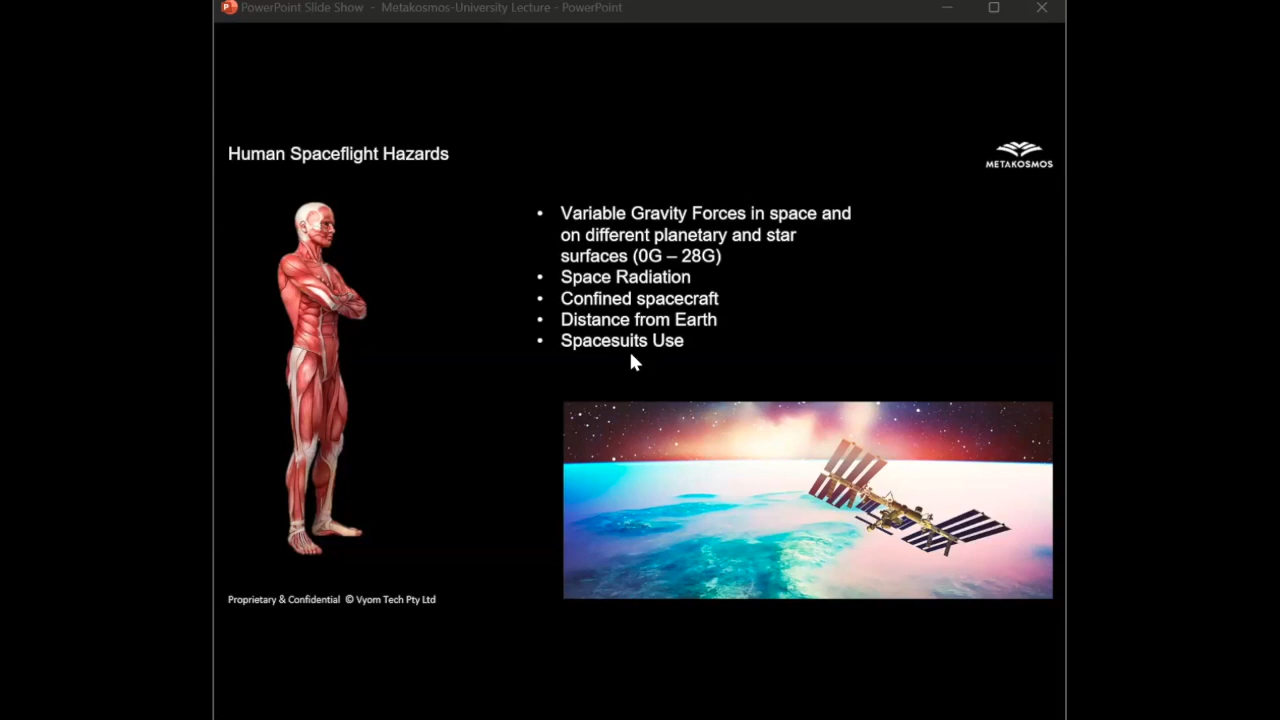 PowerPoint Slide Show - Metakosmos-University Lecture - PowerPoint
Human Spaceflight Hazards
METAKOSMOS
• Variable Gravity Forces in space and
on different planetary and star
surfaces (0G – 28G)
• Space Radiation
• Confined spacecraft
• Distance from Earth
• Spacesuits Use
Proprietary & Confidential © Vyom Tech Pty Ltd